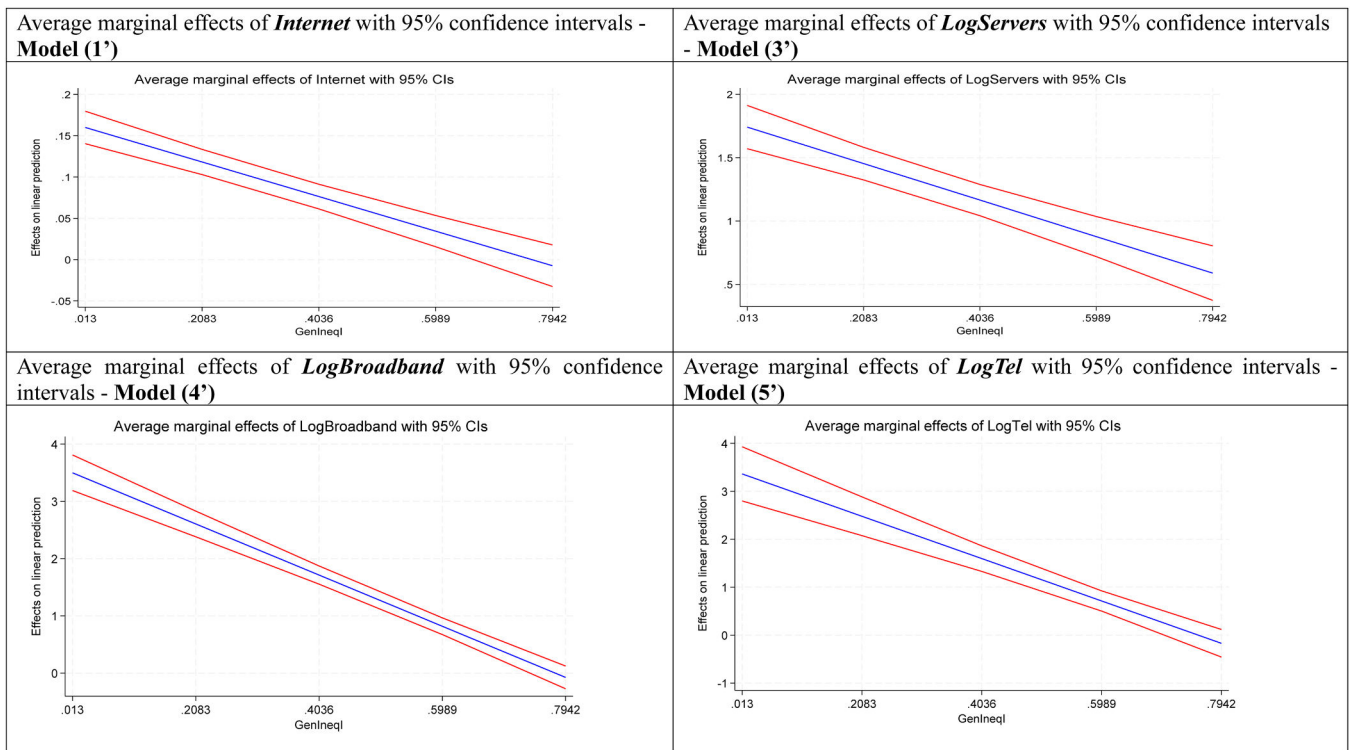 Average marginal effects of Internet with 95% confidence intervals -
Model (1’)
Average marginal effects of Internet with 95% CIs
.2
.15
.1
.05
0
-.05
Effects on linear prediction
.013 .2083 .4036 .5989 .7942
GenIneqI
Average marginal effects of LogServers with 95% confidence intervals
- Model (3’)
Average marginal effects of LogServers with 95% CIs
2
1.5
1
.5
Effects on linear prediction
.013 .2083 .4036 .5989 .7942
GenIneqI
Average marginal effects of LogBroadband with 95% confidence
intervals - Model (4’)
Average marginal effects of LogBroadband with 95% CIs
4
3
2
1
0
Effects on linear prediction
.013 .2083 .4036 .5989 .7942
GenIneqI
Average marginal effects of LogTel with 95% confidence intervals -
Model (5’)
Average marginal effects of LogTel with 95% CIs
4
3
2
1
0
-1
Effects on linear prediction
.013 .2083 .4036 .5989 .7942
GenIneqI